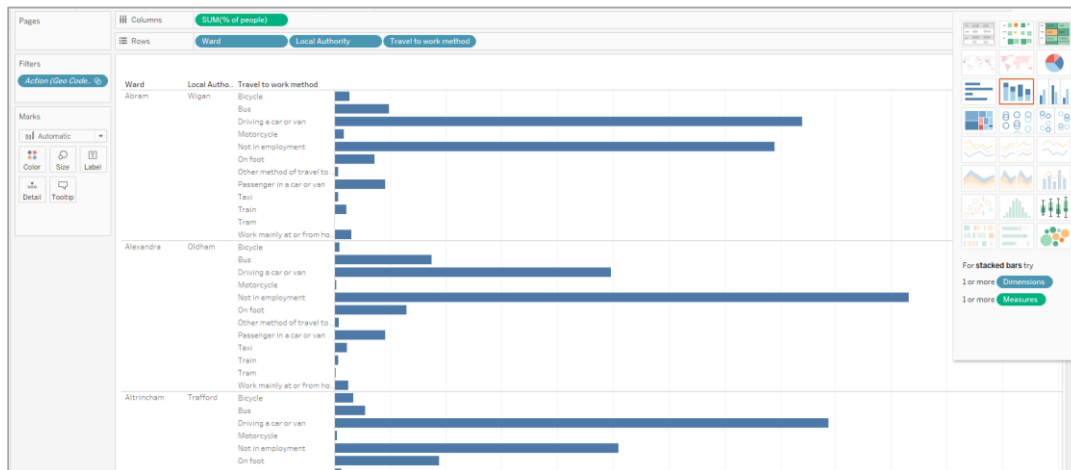 Pages
Columns
SUM(% of people)
Rows
Ward
Local Authority
Travel to work method
Filters
Action (Geo Code..
Marks
Automatic
Color
Size
Label
Detail
Tooltip
Ward
Local Autho..
Travel to work method
Abram
Wigan
Bicycle
Bus
Driving a car or van
Motorcycle
Not in employment
On foot
Other method of travel to ..
Passenger in a car or van
Taxi
Train
Tram
Work mainly at or from ho..
Alexandra
Oldham
Bicycle
Bus
Driving a car or van
Motorcycle
Not in employment
On foot
Other method of travel to ..
Passenger in a car or van
Taxi
Train
Tram
Work mainly at or from ho..
Altrincham
Trafford
Bicycle
Bus
Driving a car or van
Motorcycle
Not in employment
On foot
For stacked bars try
1 or more Dimensions
1 or more Measures